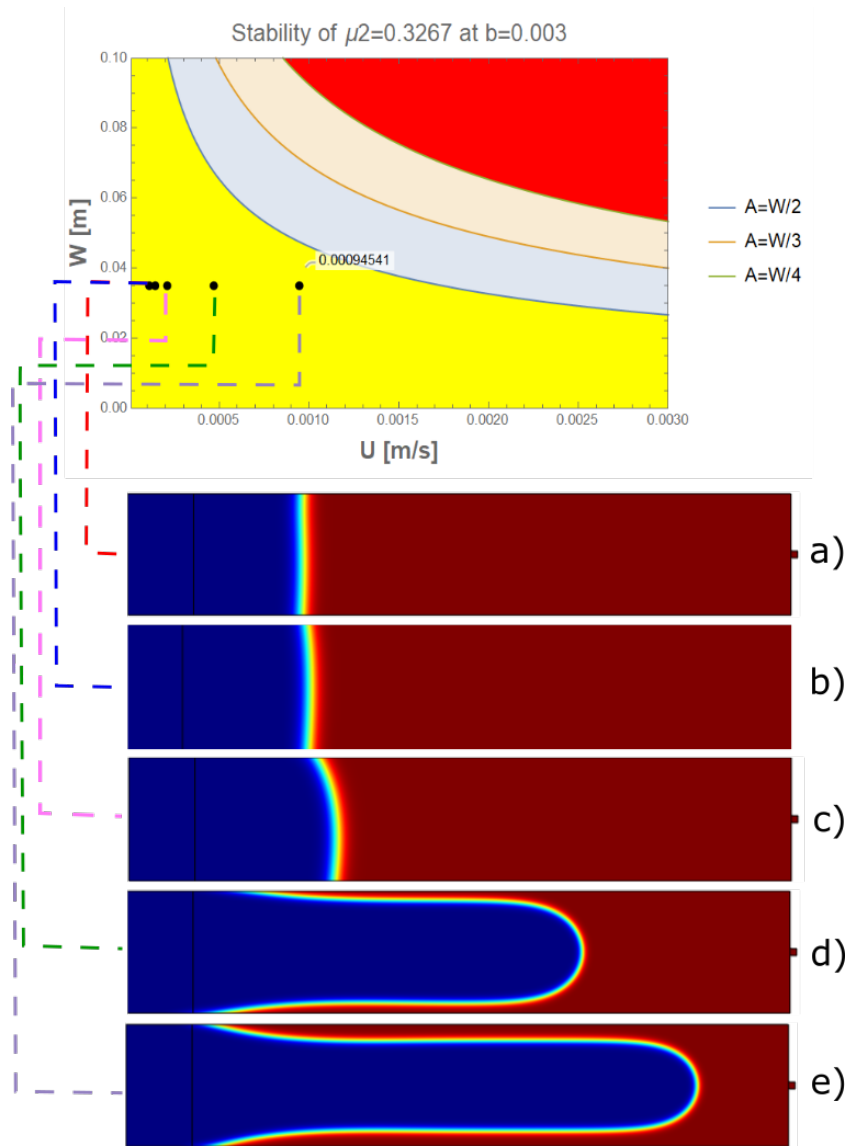 Stability of μ2=0.3267 at b=0.003
0.10
0.08
0.06
0.04
0.02
0.00
W [m]
0.00094541
0.0005
0.0010
0.0015
0.0020
0.0025
0.0030
U [m/s]
A=W/2
A=W/3
A=W/4
a)
b)
c)
d)
e)